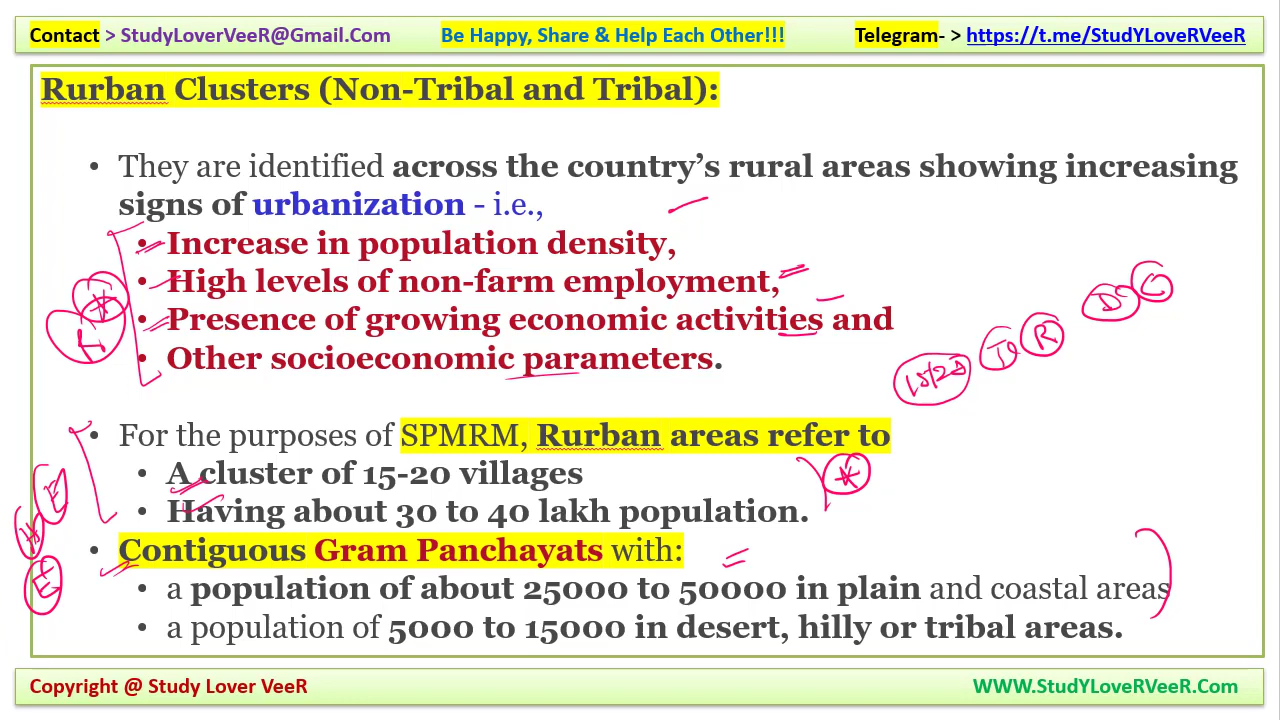 Contact > StudyLoverVeeR@Gmail.Com Be Happy, Share & Help Each Other!!! Telegram- > https://t.me/StudYLoveRVeeR
Rurban Clusters (Non-Tribal and Tribal):
• They are identified across the country's rural areas showing increasing
signs of urbanization - i.e.,
• Increase in population density,
• High levels of non-farm employment,
• Presence of growing economic activities and
• Other socioeconomic parameters.
• For the purposes of SPMRM, Rurban areas refer to
• A cluster of 15-20 villages
• Having about 30 to 40 lakh population.
• Contiguous Gram Panchayats with:
• a population of about 25000 to 50000 in plain and coastal areas
• a population of 5000 to 15000 in desert, hilly or tribal areas.
Copyright @ Study Lover VeeR WWW.StudYLoveRVeeR.Com